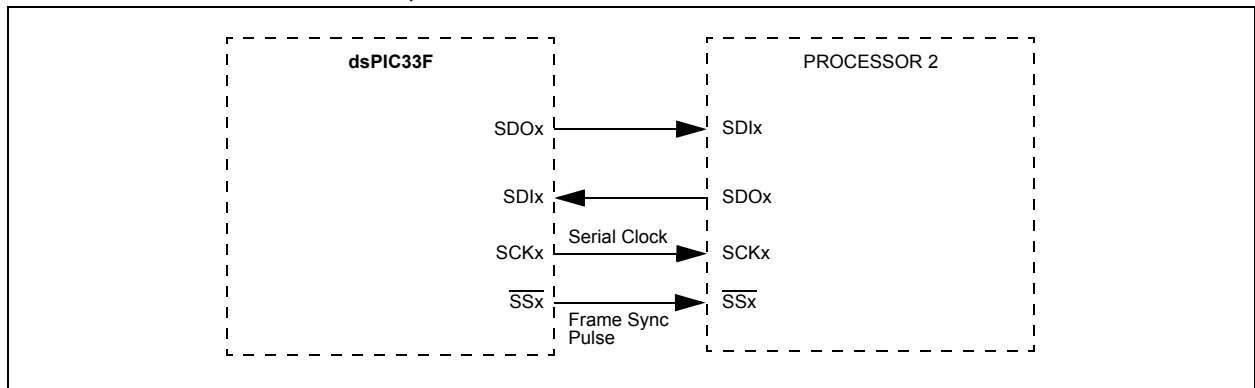 dsPIC33F
PROCESSOR 2
SDOx
SDIx
SDIx
SDOx
Serial Clock
SCKx
SCKx
SSx
SSx
Frame Sync
Pulse